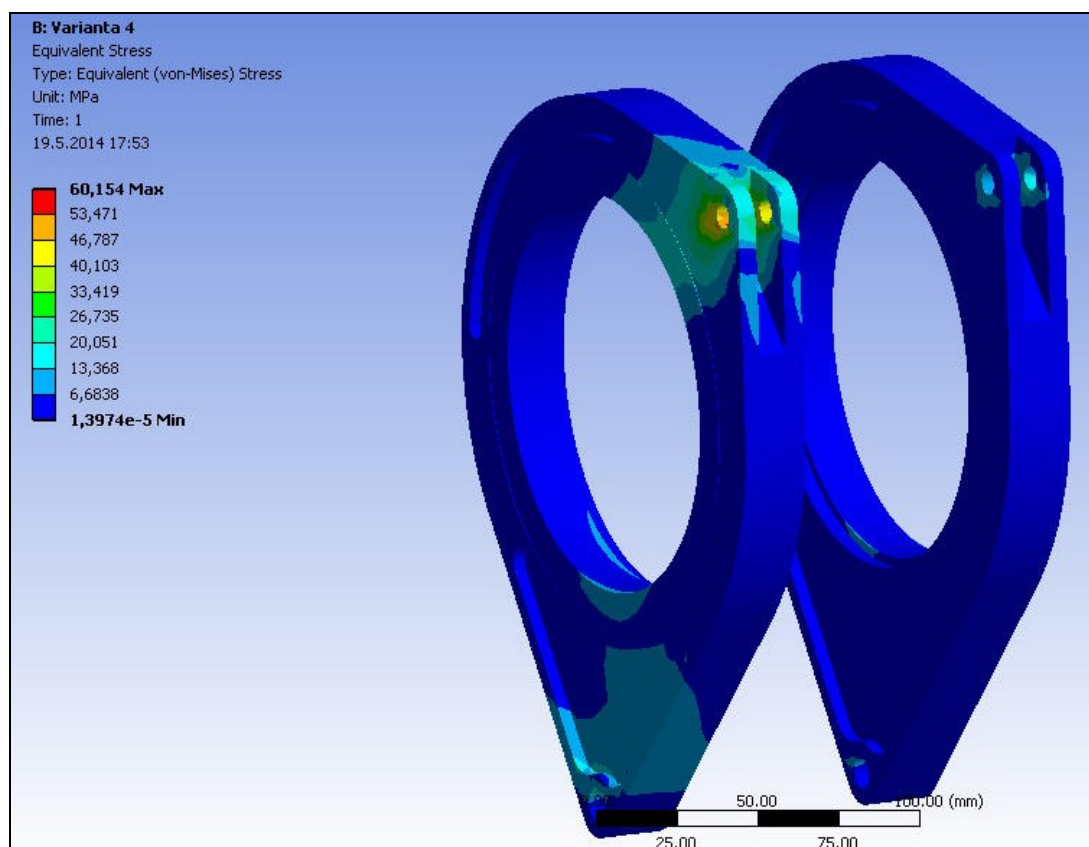 B: Varianta 4
Equivalent Stress
Type: Equivalent (von-Mises) Stress
Unit: MPa
Time: 1
19.5.2014 17:53
60,154 Max
53,471
46,787
40,103
33,419
26,735
20,051
13,368
6,6838
1,3974e-5 Min
50.00 100.00 (mm)
25.00 75.00